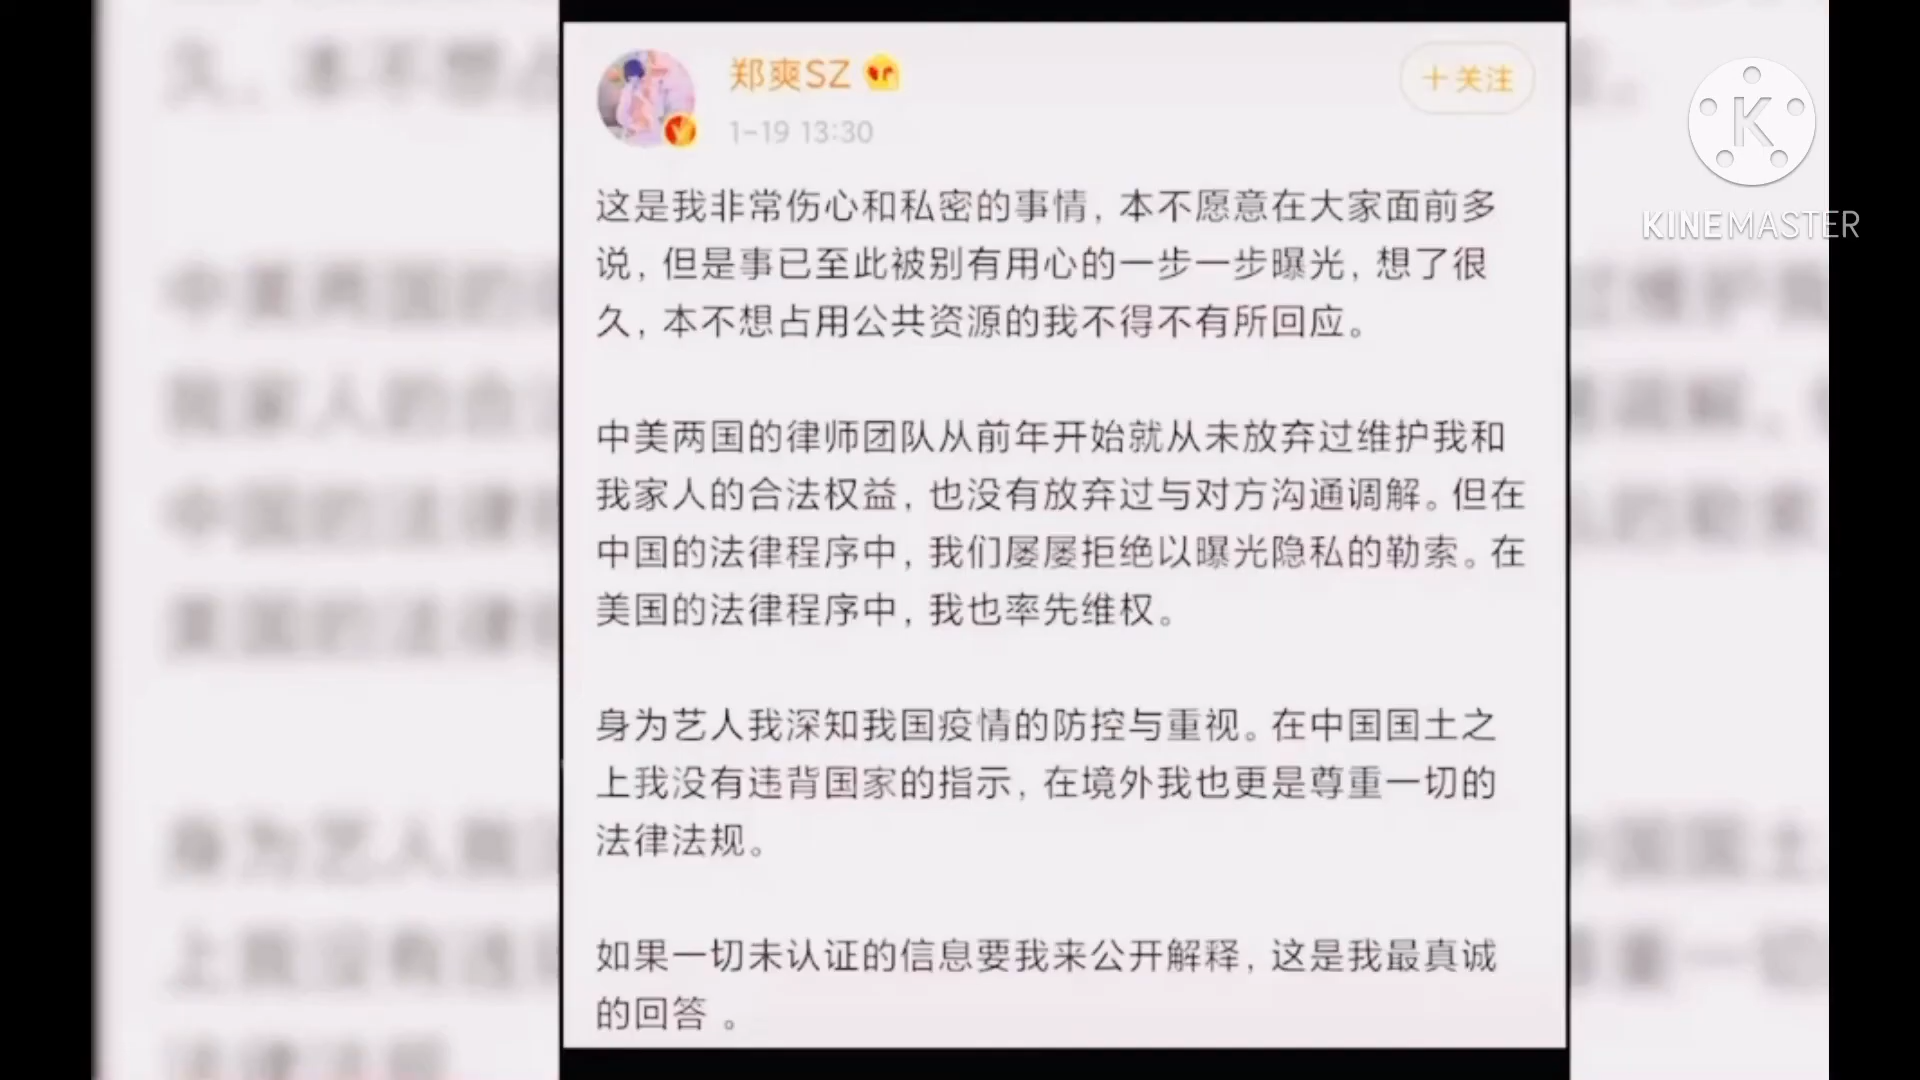 郑爽SZ
1-19 13:30
+关注
K
KINEMASTER
这是我非常伤心和私密的事情，本不愿意在大家面前多
说，但是事已至此被别有用心的一步一步曝光，想了很
久，本不想占用公共资源的我不得不有所回应。
中美两国的律师团队从前年开始就从未放弃过维护我和
我家人的合法权益，也没有放弃过与对方沟通调解。但在
中国的法律程序中，我们屡屡拒绝以曝光隐私的勒索。在
美国的法律程序中，我也率先维权。
身为艺人我深知我国疫情的防控与重视。在中国国土之
上我没有违背国家的指示，在境外我也更是尊重一切的
法律法规。
如果一切未认证的信息要我来公开解释，这是我最真诚
的回答 。